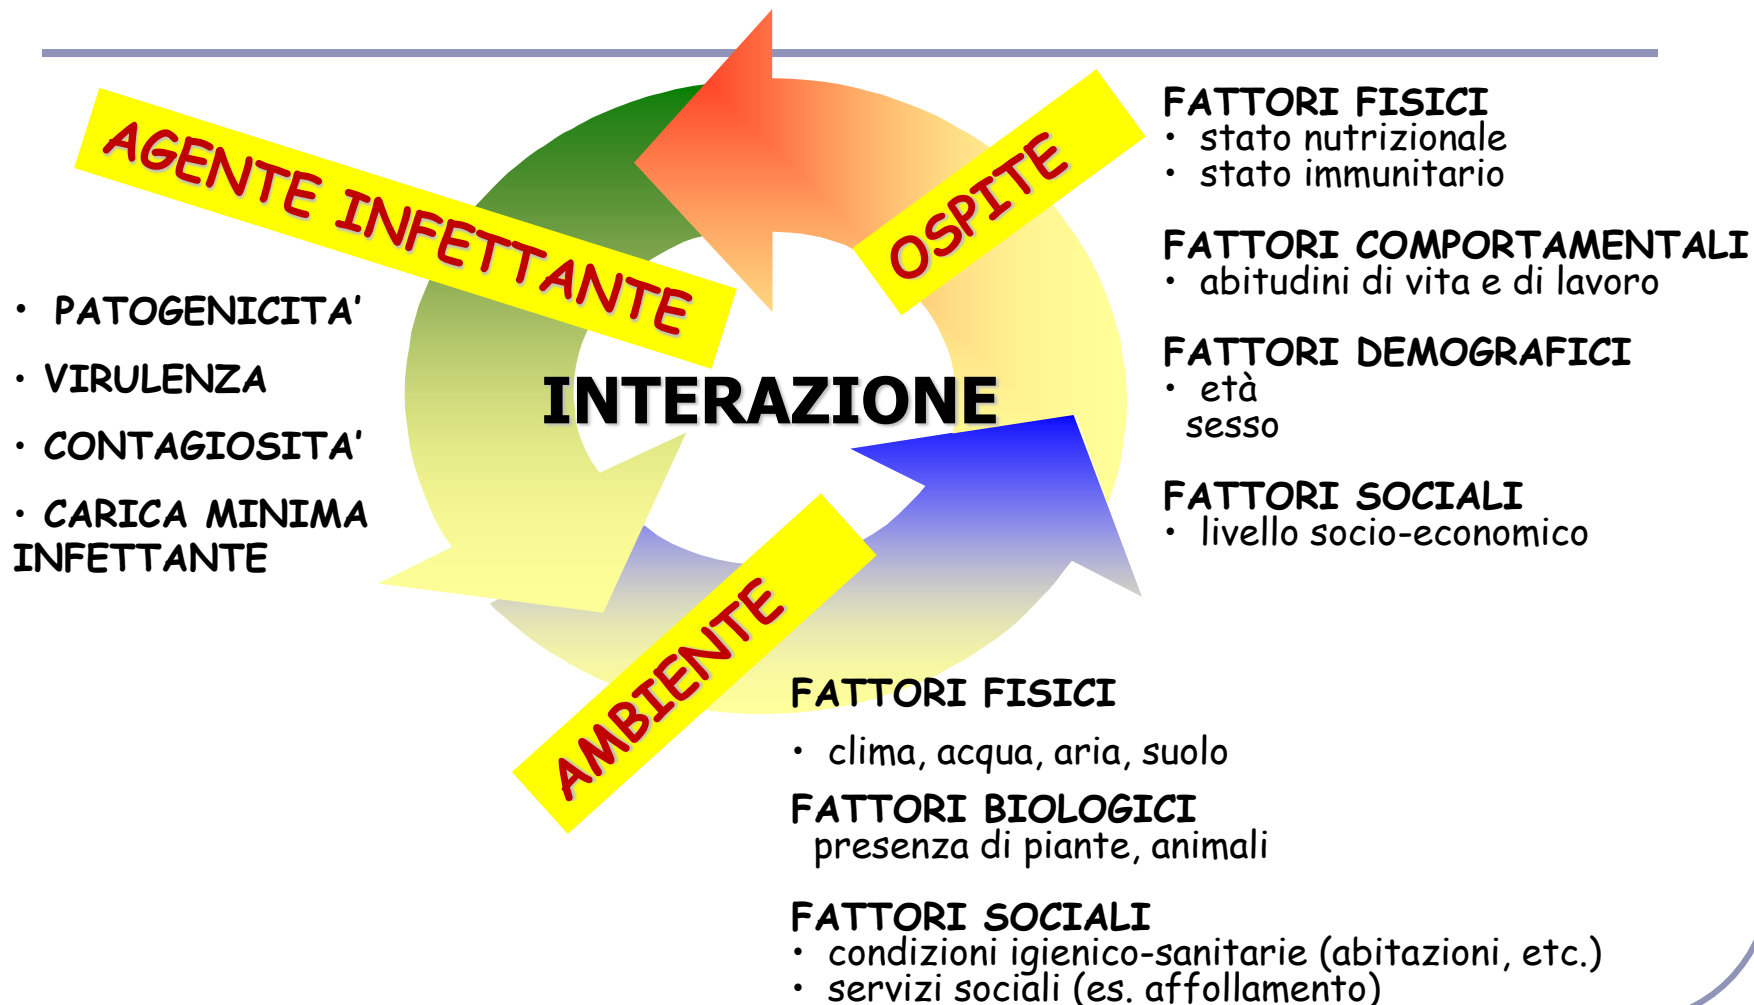 AGENTE INFETTANTE
• PATOGENICITA'
• VIRULENZA
• CONTAGIOSITA'
• CARICA MINIMA
INFETTANTE
INTERAZIONE
OSPITE
FATTORI FISICI
• stato nutrizionale
• stato immunitario
FATTORI COMPORTAMENTALI
• abitudini di vita e di lavoro
FATTORI DEMOGRAFICI
• età
sesso
FATTORI SOCIALI
• livello socio-economico
AMBIENTE
FATTORI FISICI
• clima, acqua, aria, suolo
FATTORI BIOLOGICI
presenza di piante, animali
FATTORI SOCIALI
• condizioni igienico-sanitarie (abitazioni, etc.)
• servizi sociali (es. affollamento)